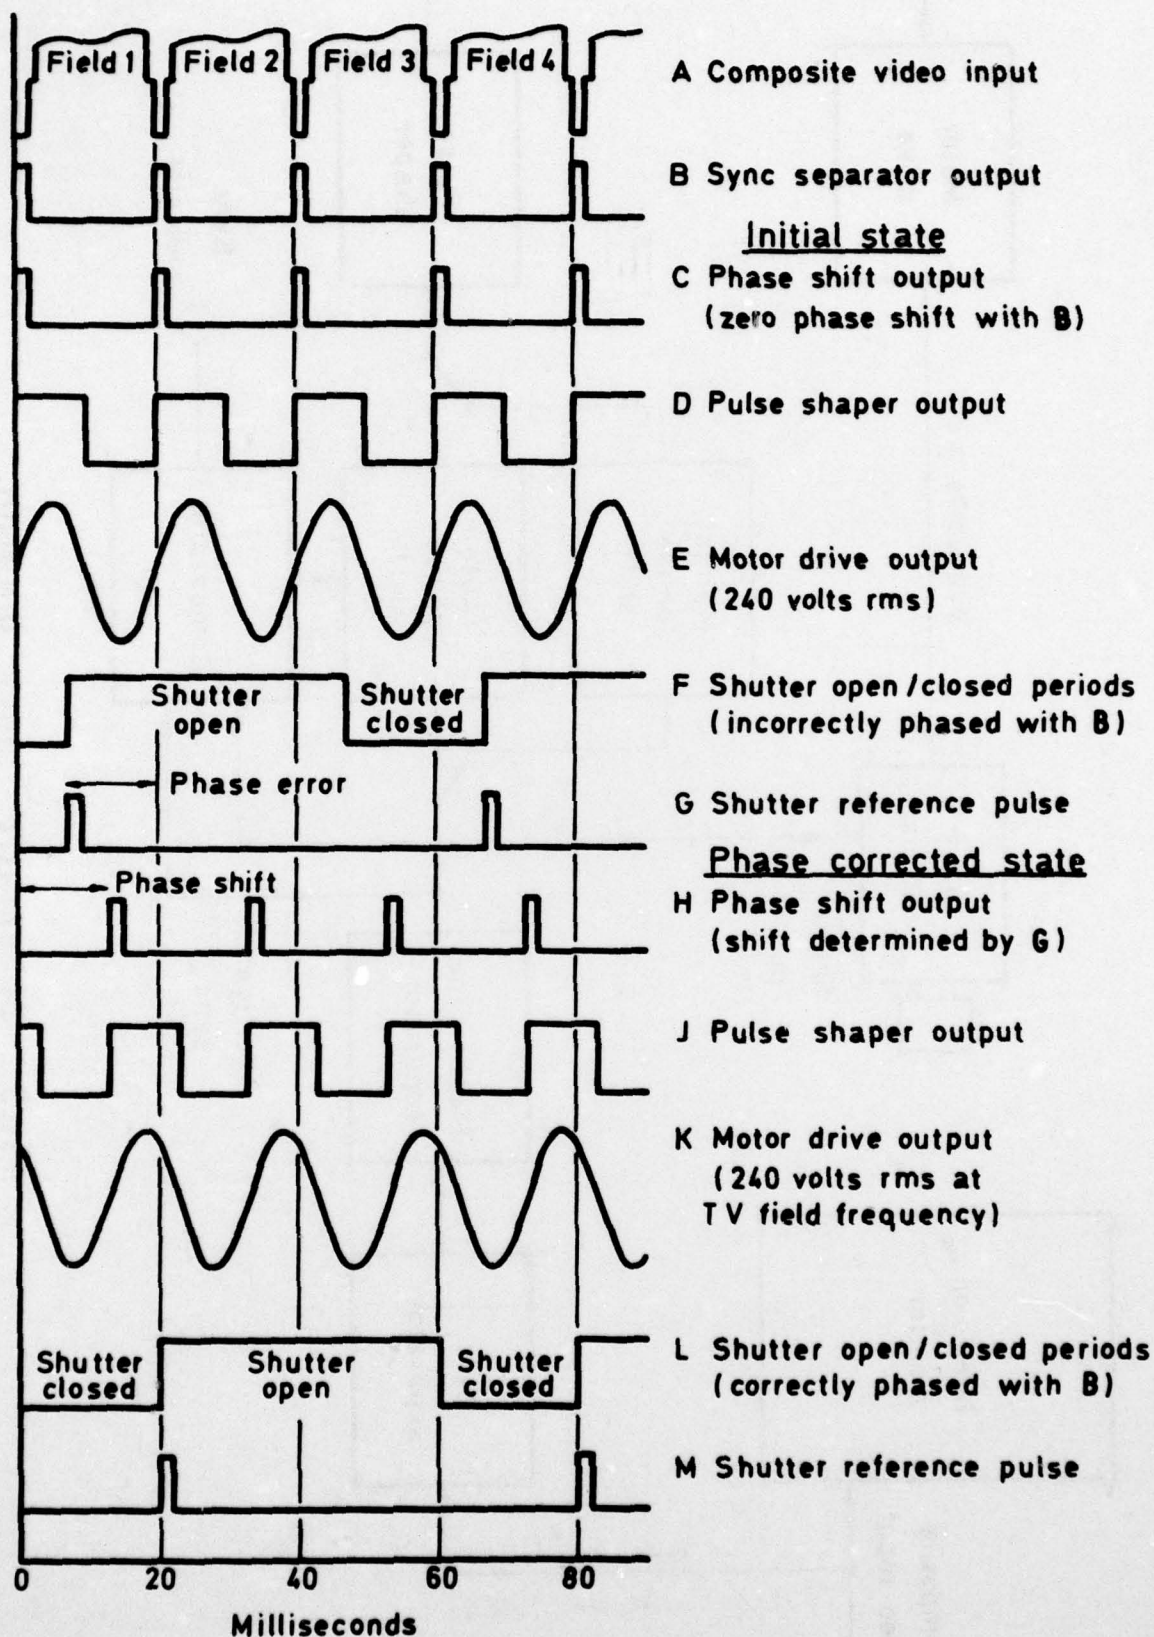 Field 1 Field 2 Field 3 Field 4
A Composite video input
B Sync separator output
Initial state
C Phase shift output
(zero phase shift with B)
D Pulse shaper output
E Motor drive output
(240 volts rms)
Shutter
open
Shutter
closed
F Shutter open/closed periods
(incorrectly phased with B)
Phase error
G Shutter reference pulse
Phase corrected state
Phase shift
H Phase shift output
(shift determined by G)
J Pulse shaper output
K Motor drive output
(240 volts rms at
TV field frequency)
Shutter
closed
Shutter
open
Shutter
closed
L Shutter open/closed periods
(correctly phased with B)
M Shutter reference pulse
0 20 40 60 80
Milliseconds